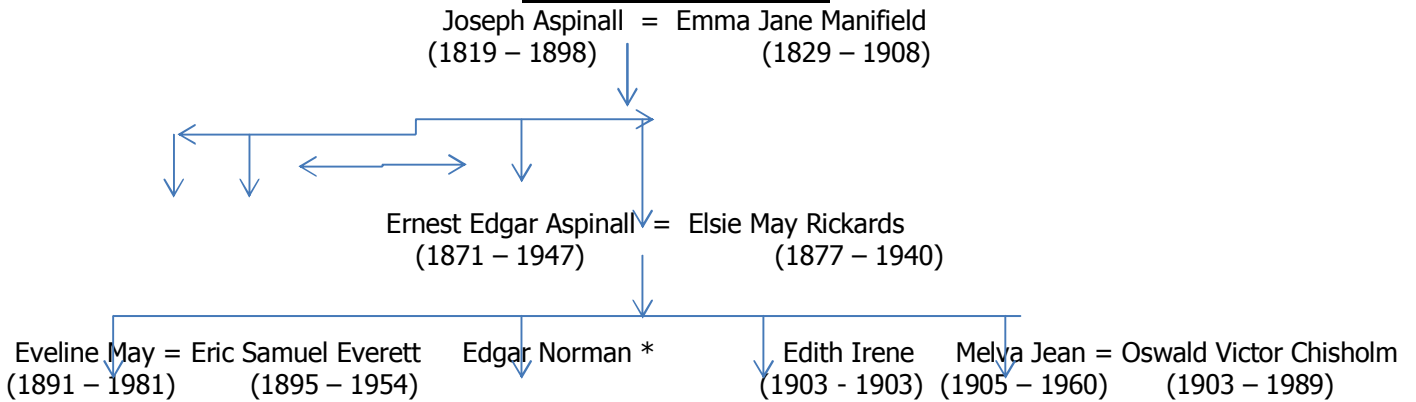 Joseph Aspinall = Emma Jane Manifield
(1819 – 1898) (1829 – 1908)
Ernest Edgar Aspinall = Elsie May Rickards
(1871 – 1947) (1877 – 1940)
Eveline May = Eric Samuel Everett Edgar Norman * Edith Irene Melva Jean = Oswald Victor Chisholm
(1891 – 1981) (1895 – 1954) (1903 - 1903) (1905 – 1960) (1903 – 1989)